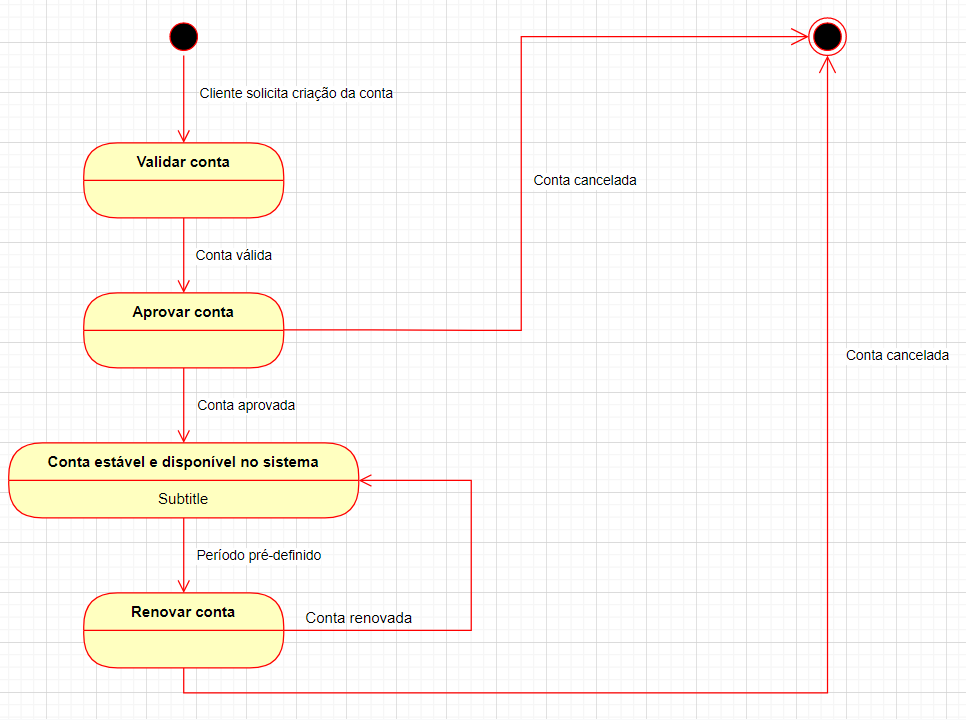 Cliente solicita criação da conta
Validar conta
Conta cancelada
Conta válida
Aprovar conta
Conta cancelada
Conta aprovada
Conta estável e disponível no sistema
Subtitle
Período pré-definido
Renovar conta
Conta renovada